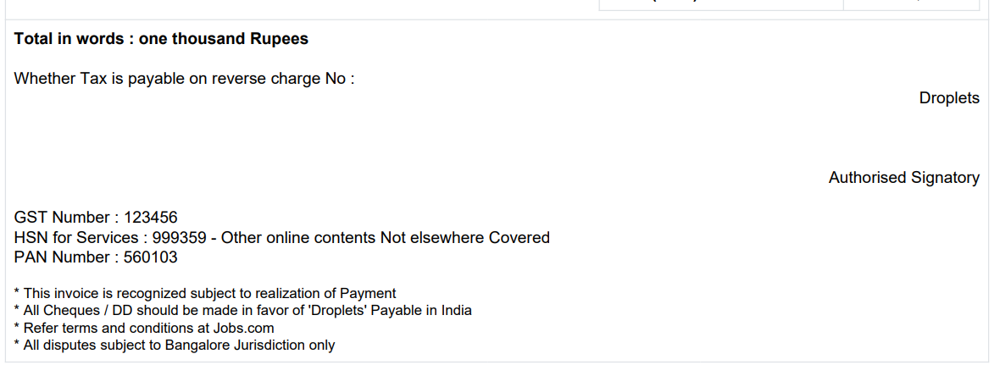 Total in words : one thousand Rupees
Whether Tax is payable on reverse charge No :
Droplets
Authorised Signatory
GST Number : 123456
HSN for Services : 999359 - Other online contents Not elsewhere Covered
PAN Number : 560103
* This invoice is recognized subject to realization of Payment
* All Cheques / DD should be made in favor of 'Droplets' Payable in India
* Refer terms and conditions at Jobs.com
* All disputes subject to Bangalore Jurisdiction only